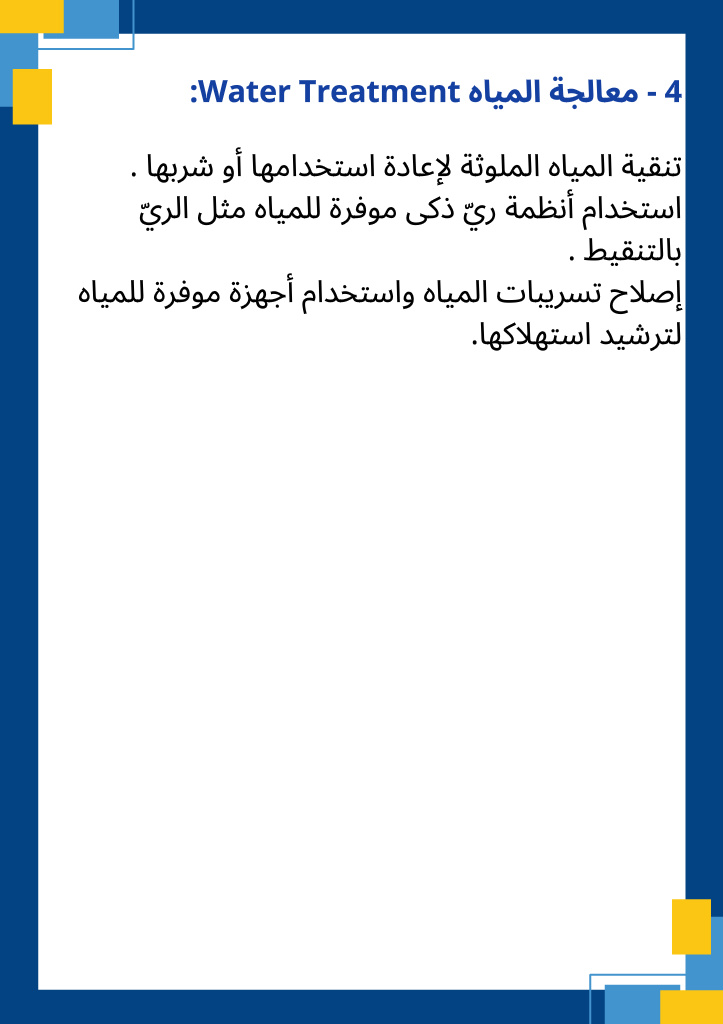 4 - معالجة المياه Water Treatment:
تنقية المياه الملوثة لإعادة استخدامها أو شربها .
استخدام أنظمة ريّ ذكى موفرة للمياه مثل الريّ
بالتنقيط .
إصلاح تسريبات المياه واستخدام أجهزة موفرة للمياه
لترشيد استهلاكها.